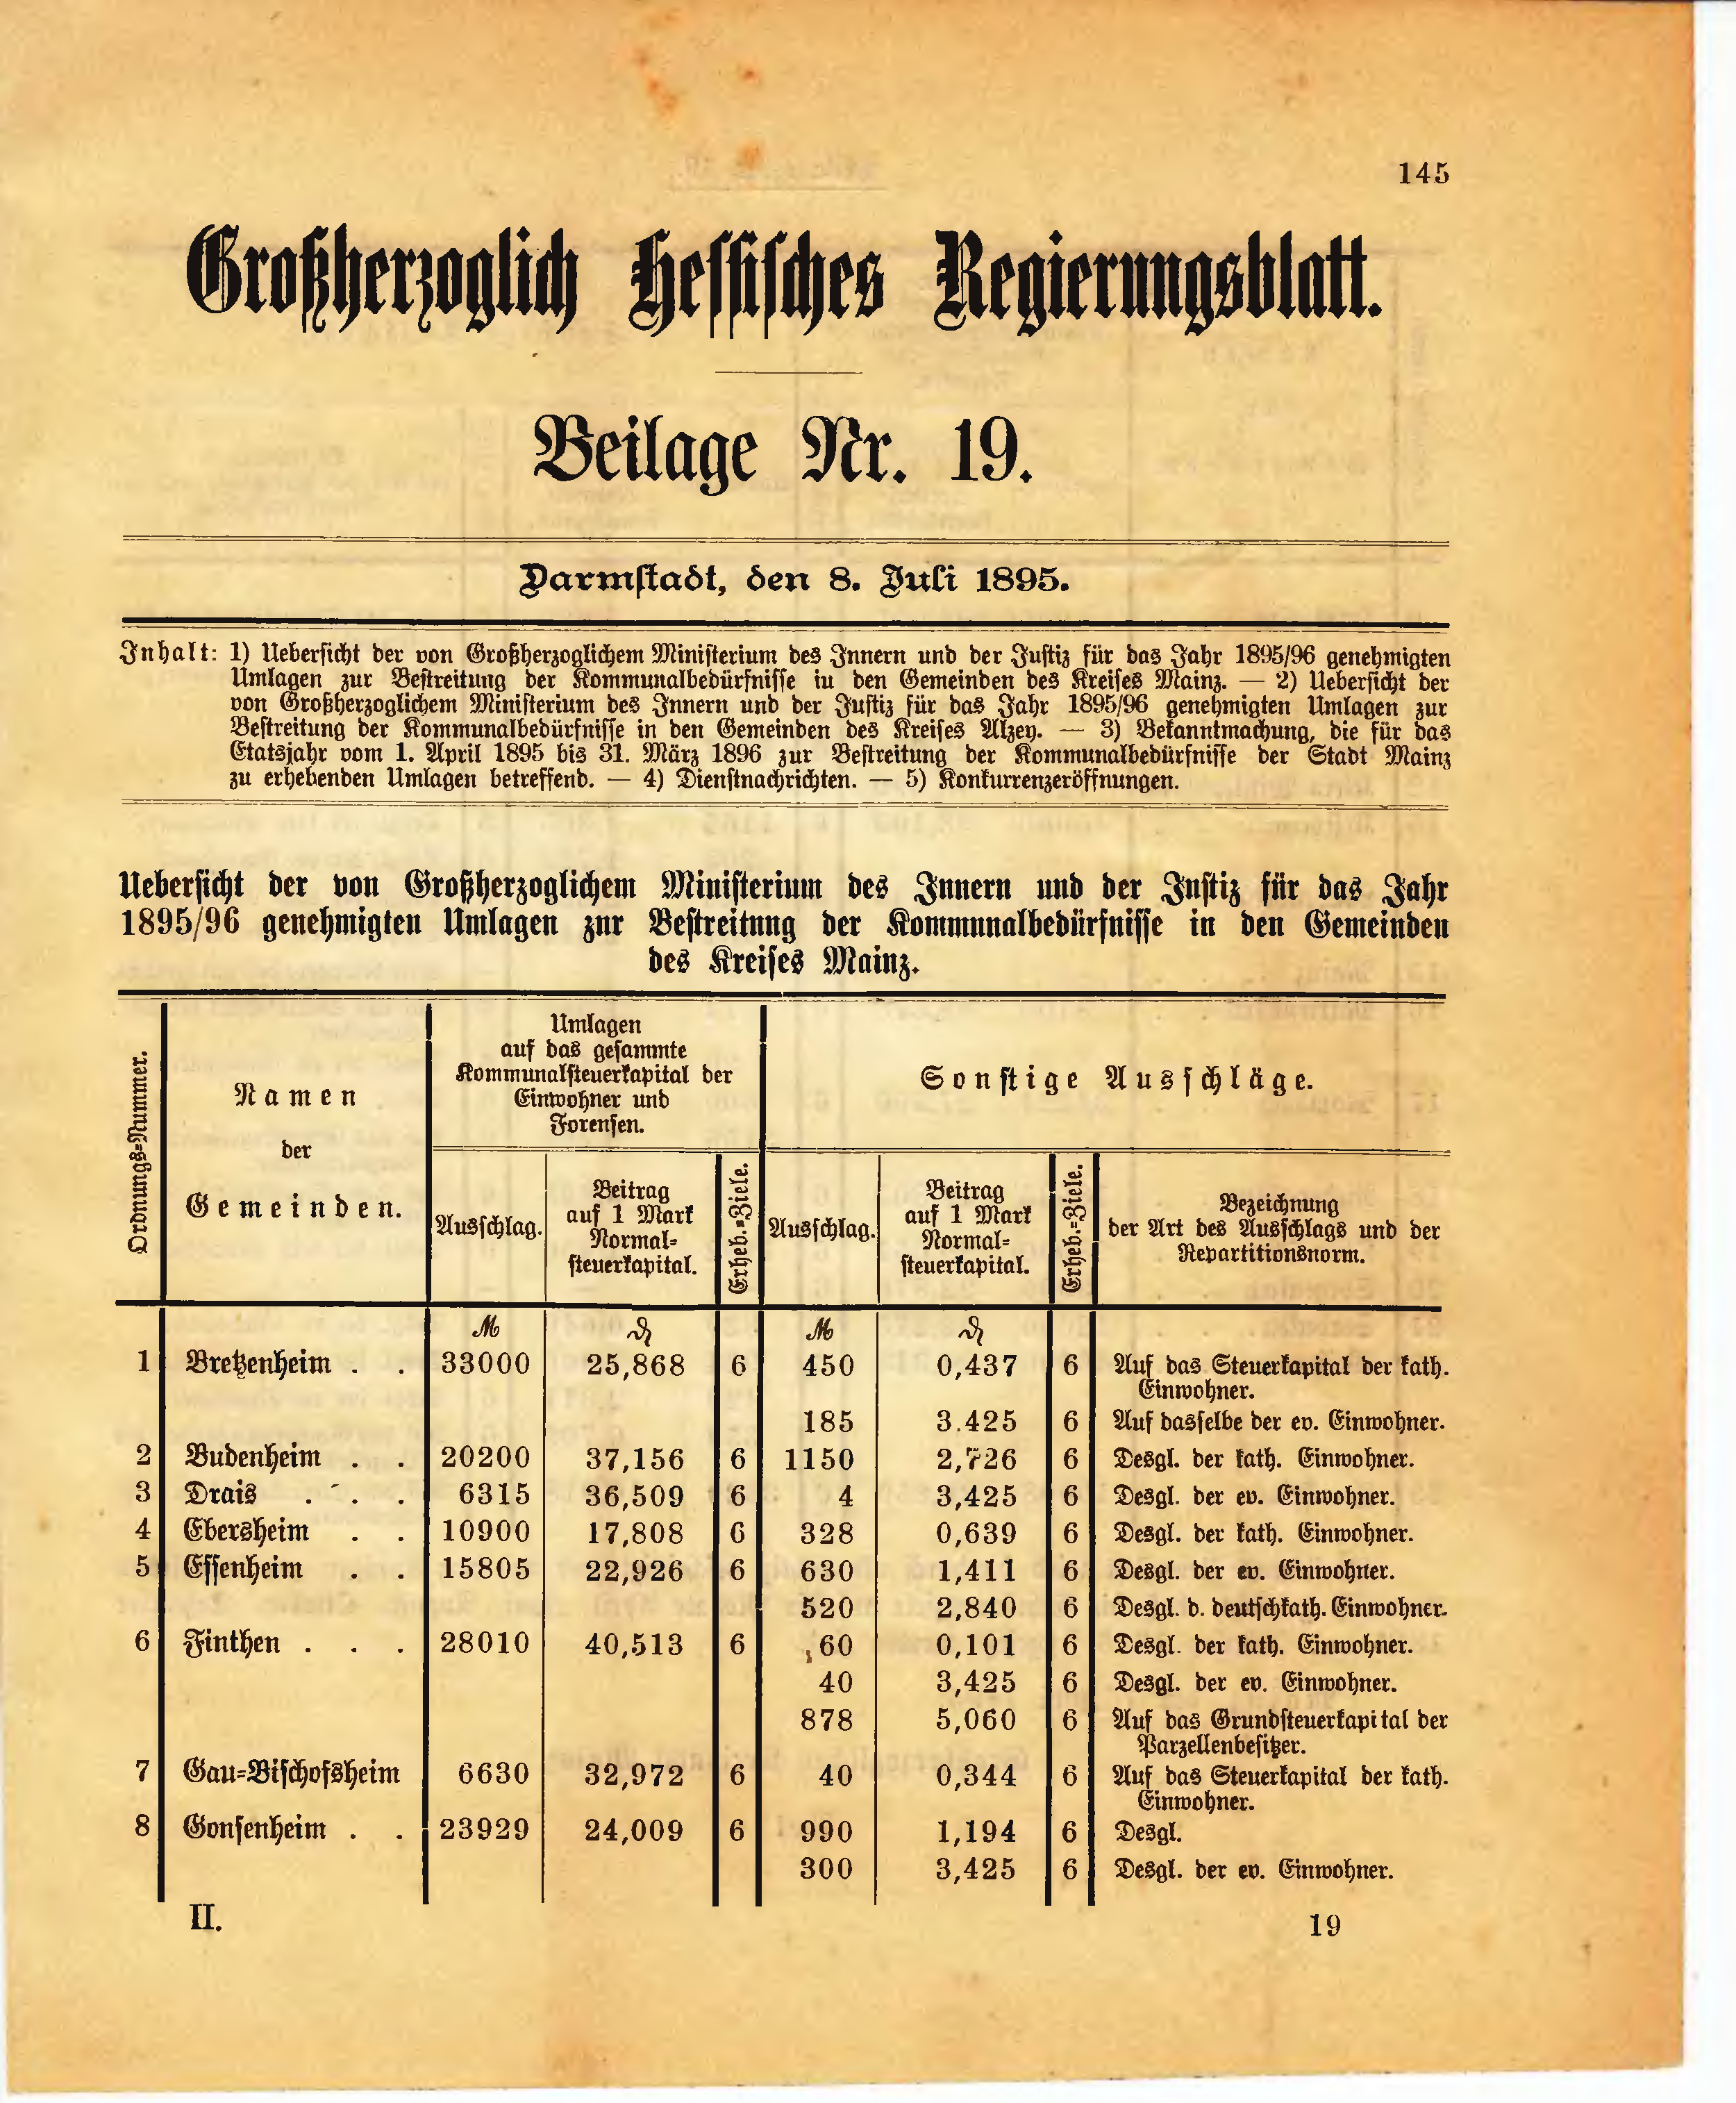 145
Großherzoglich Hessisches Regierungsblatt.
Beilage Nr. 19.
Darmstadt, den 8. Juli 1895.
Inhalt: 1) Uebersicht der von Großherzoglichem Ministerium des Innern und der Justiz für das Jahr 1895/96 genehmigten
Umlagen zur Bestreitung der Kommunalbedürfnisse in den Gemeinden des Kreises Mainz. — 2) Uebersicht der
von Großherzoglichem Ministerium des Innern und der Justiz für das Jahr 1895/96 genehmigten Umlagen zur
Bestreitung der Kommunalbedürfnisse in den Gemeinden des Kreises Alzey. — 3) Bekanntmachung, die für das
Etatsjahr vom 1. April 1895 bis 31. März 1896 zur Bestreitung der Kommunalbedürfnisse der Stadt Mainz
zu erhebenden Umlagen betreffend. — 4) Dienstnachrichten. — 5) Konkurrenzeröffnungen.
Uebersicht der von Großherzoglichem Ministerium des Innern und der Justiz für das Jahr
1895/96 genehmigten Umlagen zur Bestreitung der Kommunalbedürfnisse in den Gemeinden
des Kreises Mainz.
Ordnungs-Nummer.
Namen
der
Gemeinden.
Umlagen
auf das gesammte
Kommunalsteuerkapital der
Einwohner und
Forensen.
Sonstige Ausschläge.
Ausschlag.
Beitrag
auf 1 Mark
Normal-
steuerkapital.
Erheb.-Ziele.
Ausschlag.
Beitrag
auf 1 Mark
Normal-
steuerkapital.
Erheb.-Ziele.
Bezeichnung
der Art des Ausschlags und der
Repartitionsnorm.
ℳ ₰ ℳ ₰
1 Bretzenheim . . 33000 25,868 6 450 0,437 6 Auf das Steuerkapital der kath.
Einwohner.
185 3.425 6 Auf dasselbe der ev. Einwohner.
2 Budenheim . . 20200 37,156 6 1150 2,726 6 Desgl. der kath. Einwohner.
3 Drais . . . 6315 36,509 6 4 3,425 6 Desgl. der ev. Einwohner.
4 Ebersheim . . 10900 17,808 6 328 0,639 6 Desgl. der kath. Einwohner.
5 Essenheim . . 15805 22,926 6 630 1,411 6 Desgl. der ev. Einwohner.
520 2,840 6 Desgl. d. deutschkath. Einwohner.
6 Finthen . . . 28010 40,513 6 60 0,101 6 Desgl. der kath. Einwohner.
40 3,425 6 Desgl. der ev. Einwohner.
878 5,060 6 Auf das Grundsteuerkapital der
Parzellenbesitzer.
7 Gau-Bischofsheim 6630 32,972 6 40 0,344 6 Auf das Steuerkapital der kath.
Einwohner.
8 Gonsenheim . . 23929 24,009 6 990 1,194 6 Desgl.
300 3,425 6 Desgl. der ev. Einwohner.
II. 19